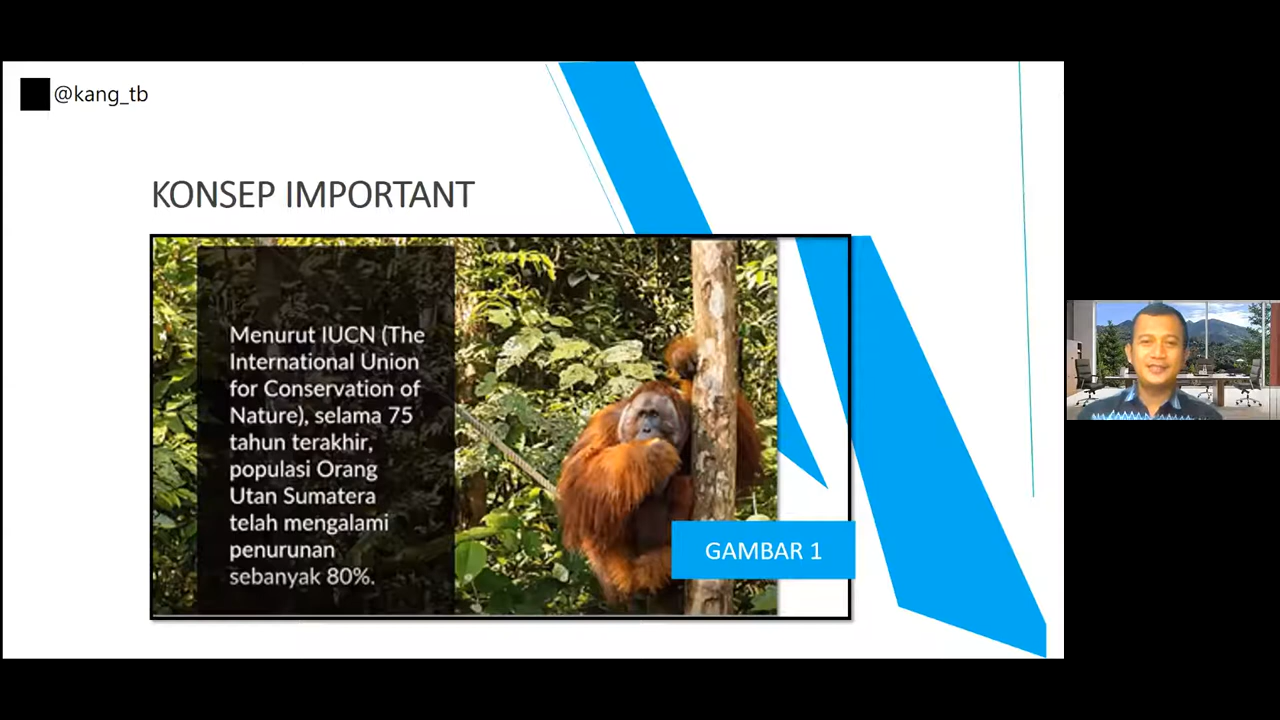 @kang_tb
KONSEP IMPORTANT
Menurut IUCN (The
International Union
for Conservation of
Nature), selama 75
tahun terakhir,
populasi Orang
Utan Sumatera
telah mengalami
penurunan
sebanyak 80%.
GAMBAR 1